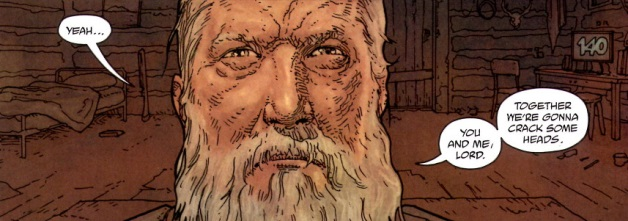 YEAH...
140
YOU
AND ME,
LORD.
TOGETHER
WE'RE GONNA
CRACK SOME
HEADS.